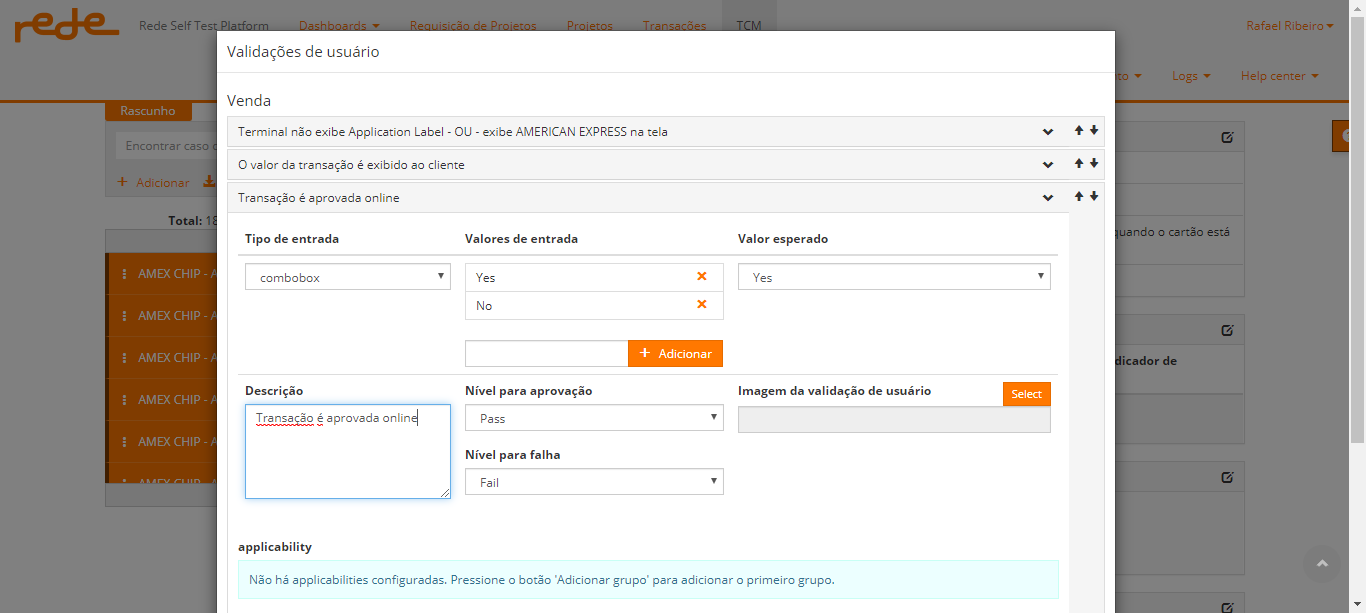 rede Rede Self Test Platform Dashboards Requisição de Projetos Projetos Transações TCM Rafael Ribeiro
Validações de usuário
Logs Help center
Venda
Rascunho
Terminal não exibe Application Label - OU - exibe AMERICAN EXPRESS na tela
Encontrar caso
O valor da transação é exibido ao cliente
+ Adicionar
Transação é aprovada online
Total: 18
quando o cartão está
Tipo de entrada Valores de entrada Valor esperado
AMEX CHIP - A
combobox Yes Yes
No
AMEX CHIP - A
+ Adicionar
AMEX CHIP - A
Descrição Nível para aprovação Imagem da validação de usuário Select
AMEX CHIP - A
Transação é aprovada online Pass
AMEX CHIP - A
Nível para falha
Fail
AMEX CHIP - A
applicability
Não há applicabilities configuradas. Pressione o botão 'Adicionar grupo' para adicionar o primeiro grupo.